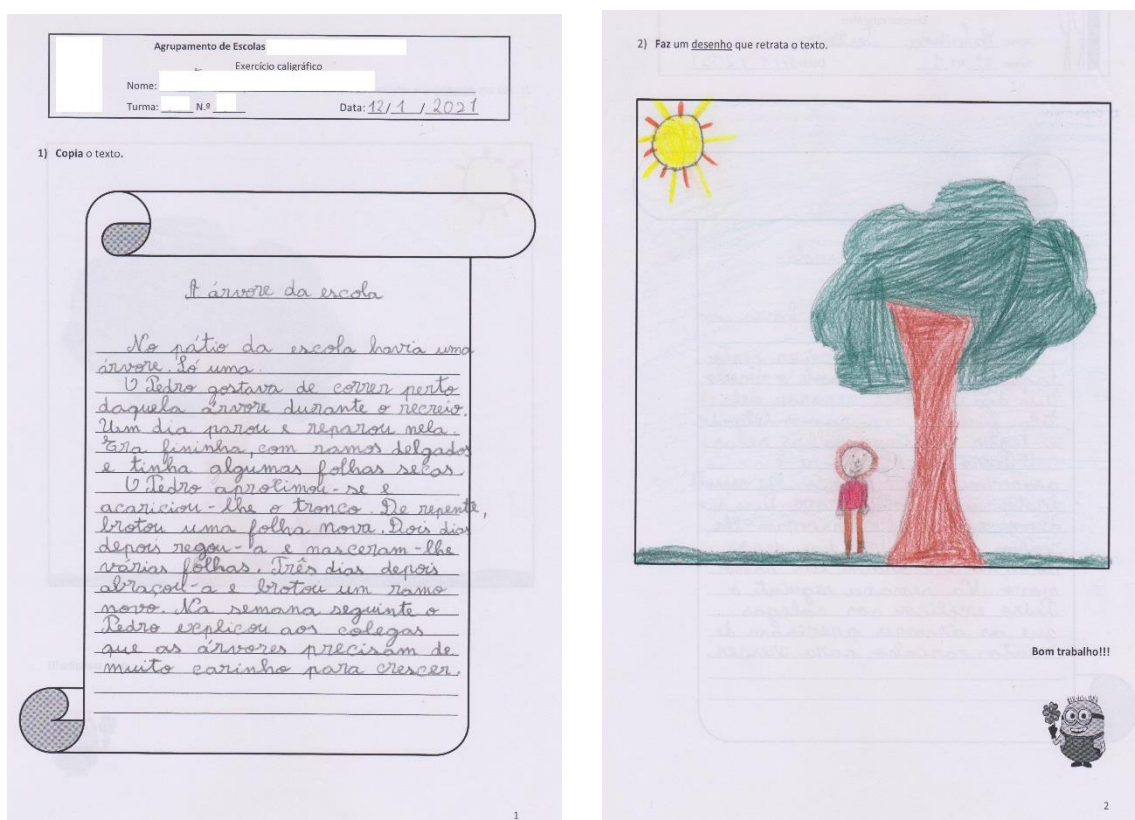 Agrupamento de Escolas
Exercício caligráfico
Nome:
Turma: N.º Data: 12/1/2021
1) Copia o texto.
A árvore da escola
No pátio da escola havia uma
árvore. Só uma.
O Pedro gostava de correr perto
daquela árvore durante o recreio.
Um dia parou e reparou nela.
Era fininha, com ramos delgados
e tinha algumas folhas secas.
O Pedro aprotimou-se e
acariciou-lhe o tronco. De repente,
brotou uma folha nova. Dois dias
depois regou-a e nasceram-lhe
várias folhas. Três dias depois
abraçou-a e brotou um ramo
novo. Na semana seguinte o
Pedro explicou aos colegas
que as árvores precisam de
muito carinho para crescer.
1
2) Faz um desenho que retrata o texto.
Bom trabalho!!!
2